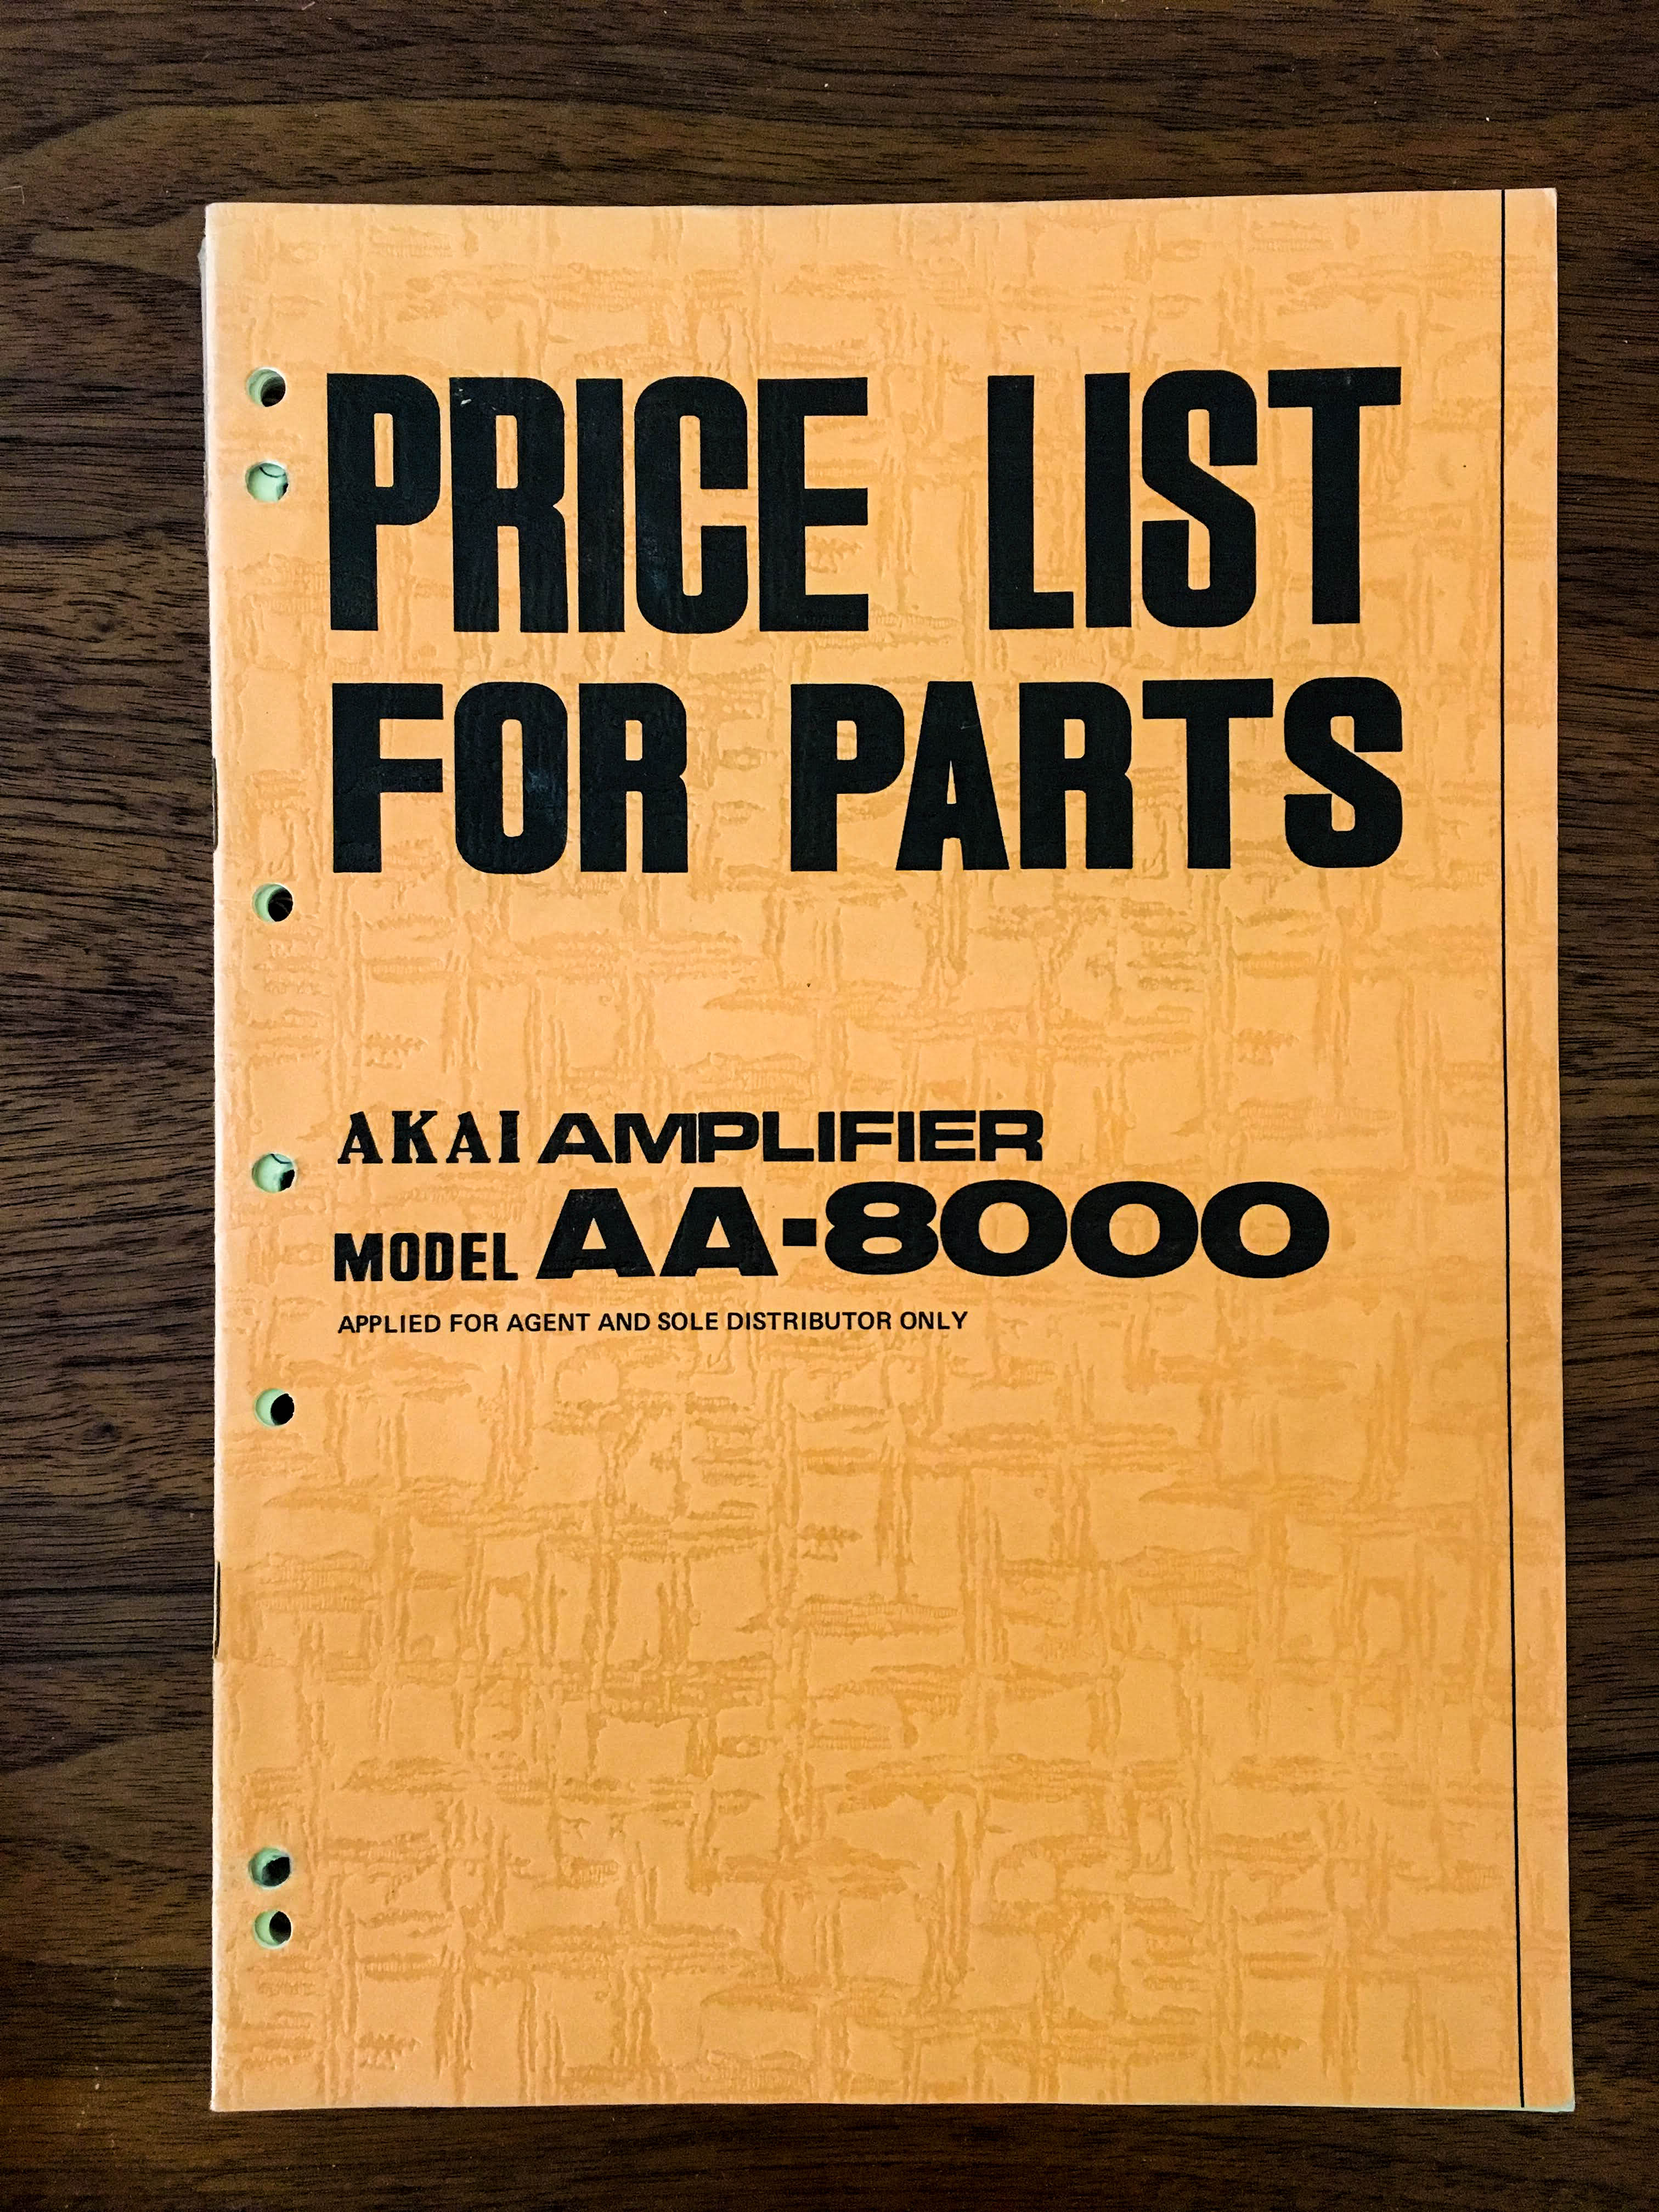 PRICE LIST
FOR PARTS
AKAI AMPLIFIER
MODEL AA-8000
APPLIED FOR AGENT AND SOLE DISTRIBUTOR ONLY